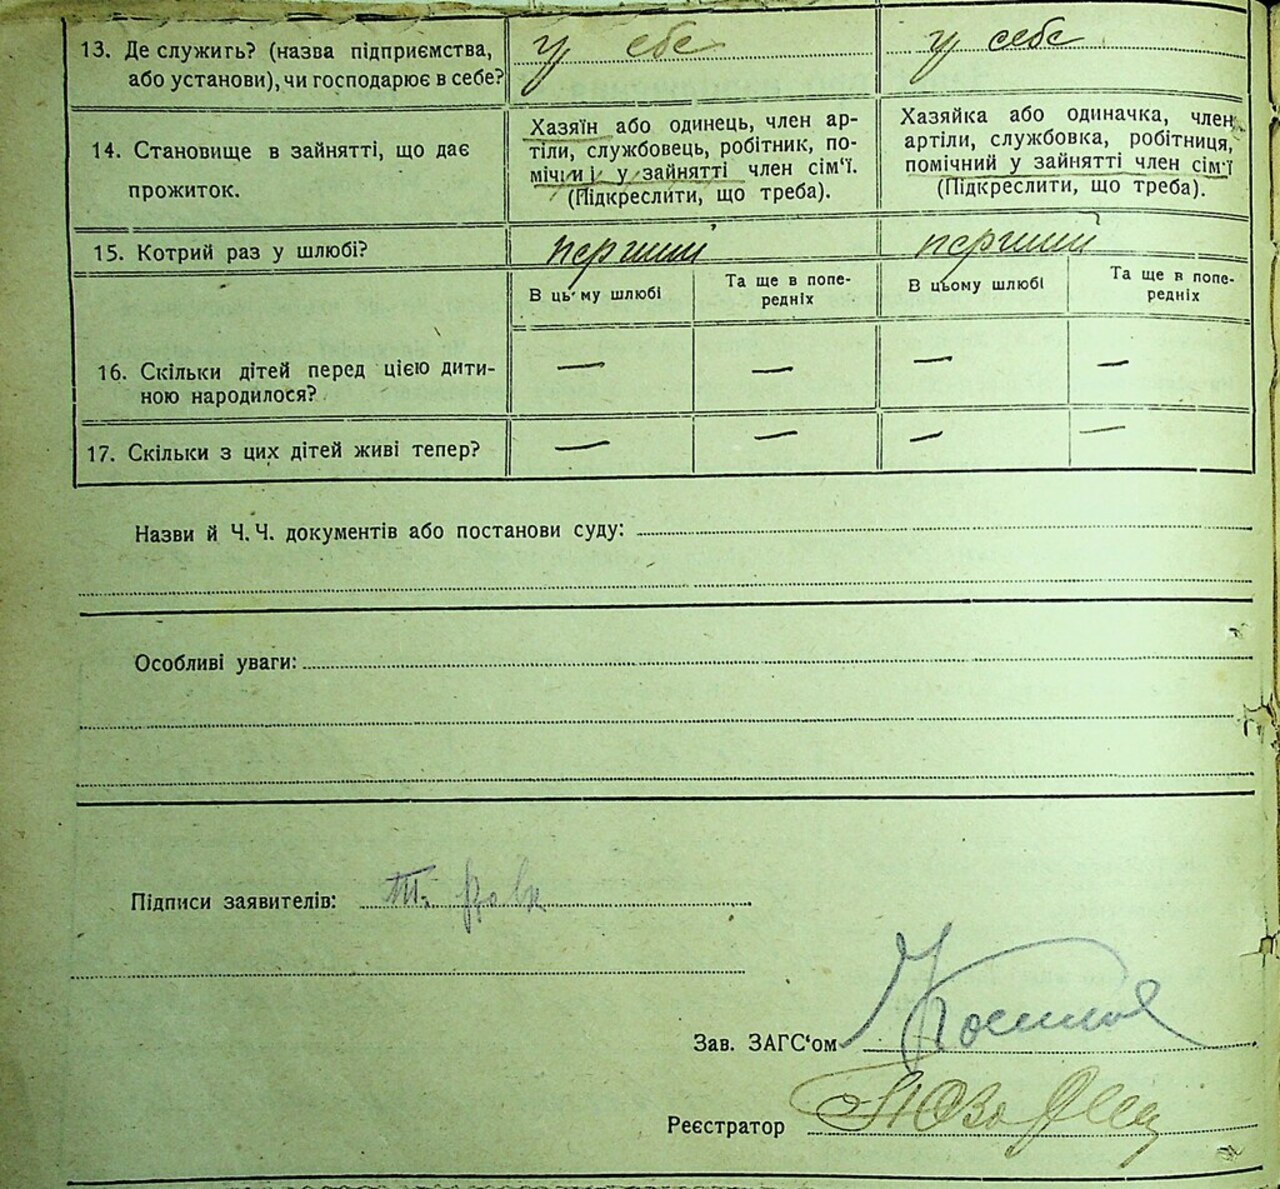 13. Де служить? (назва підприємства, у себе у себе
або установи), чи господарює в себе?
14. Становище в зайнятті, що дає
прожиток.
Хазяїн або одинець, член ар-
тіли, службовець, робітник, по-
мічний у зайнятті член сім‘ї.
(Підкреслити, що треба).
Хазяйка або одиначка, член
артіли, службовка, робітниця,
помічний у зайнятті член сім‘ї
(Підкреслити, що треба).
15. Котрий раз у шлюбі? перший перший
В цьому шлюбі
Та ще в попе-
редніх
В цьому шлюбі
Та ще в попе-
редніх
16. Скільки дітей перед цією дити- — — — —
ною народилося?
17. Скільки з цих дітей живі тепер? — — — —
Назви й Ч. Ч. документів або постанови суду:
Особливі уваги:
Підписи заявителів:
Зав. ЗАГС‘ом
Реєстратор